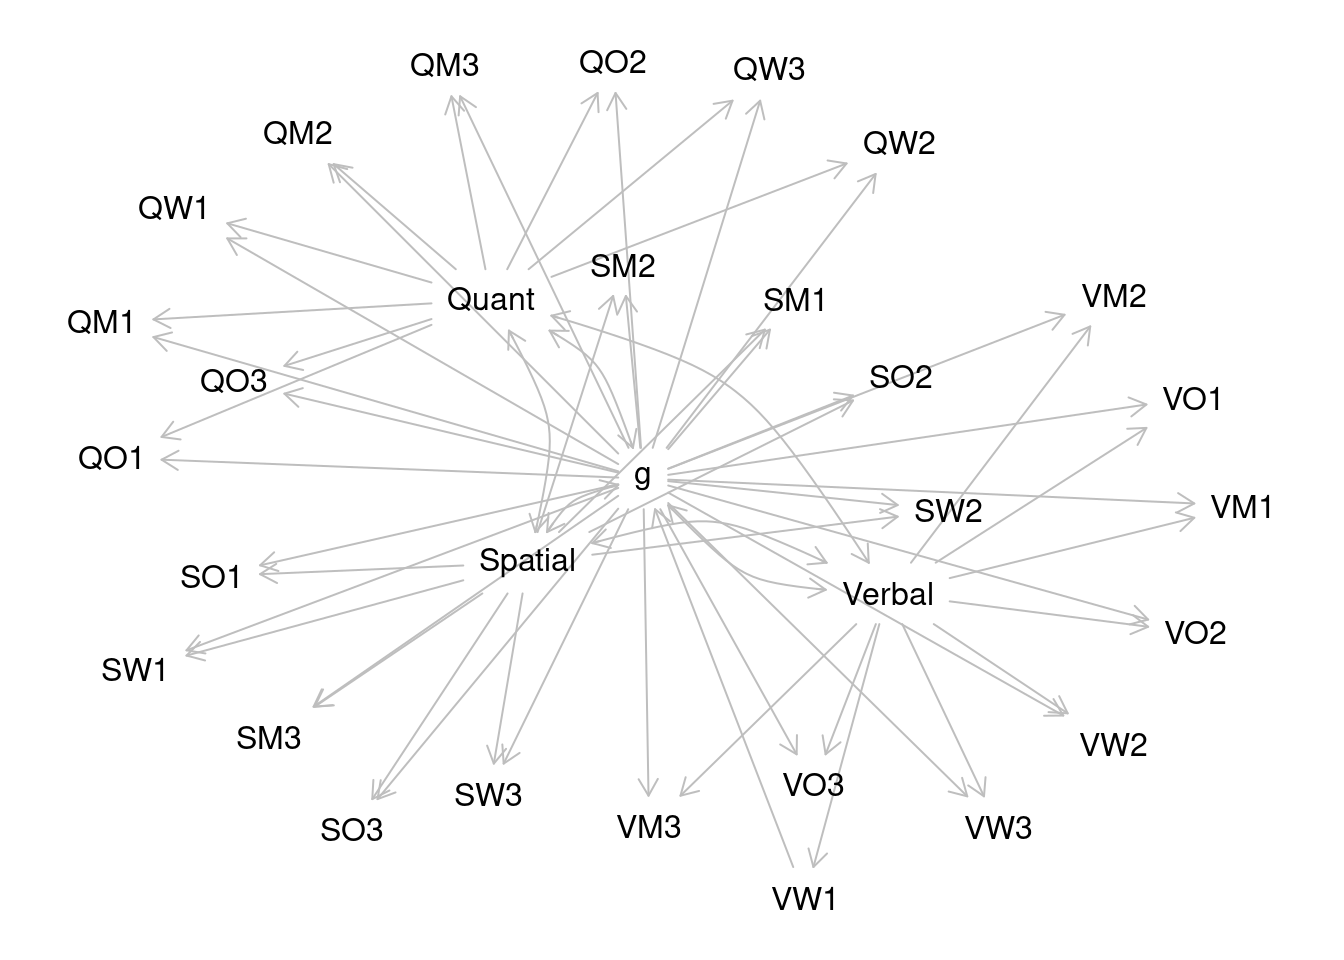 QM3
QO2
QW3
QM2
QW2
QW1
SM2
Quant
SM1
VM2
QM1
QO3
SO2
VO1
QO1
g
SW2
VM1
Spatial
SO1
Verbal
VO2
SW1
SM3
VW2
SW3
VO3
SO3
VM3
VW3
VW1